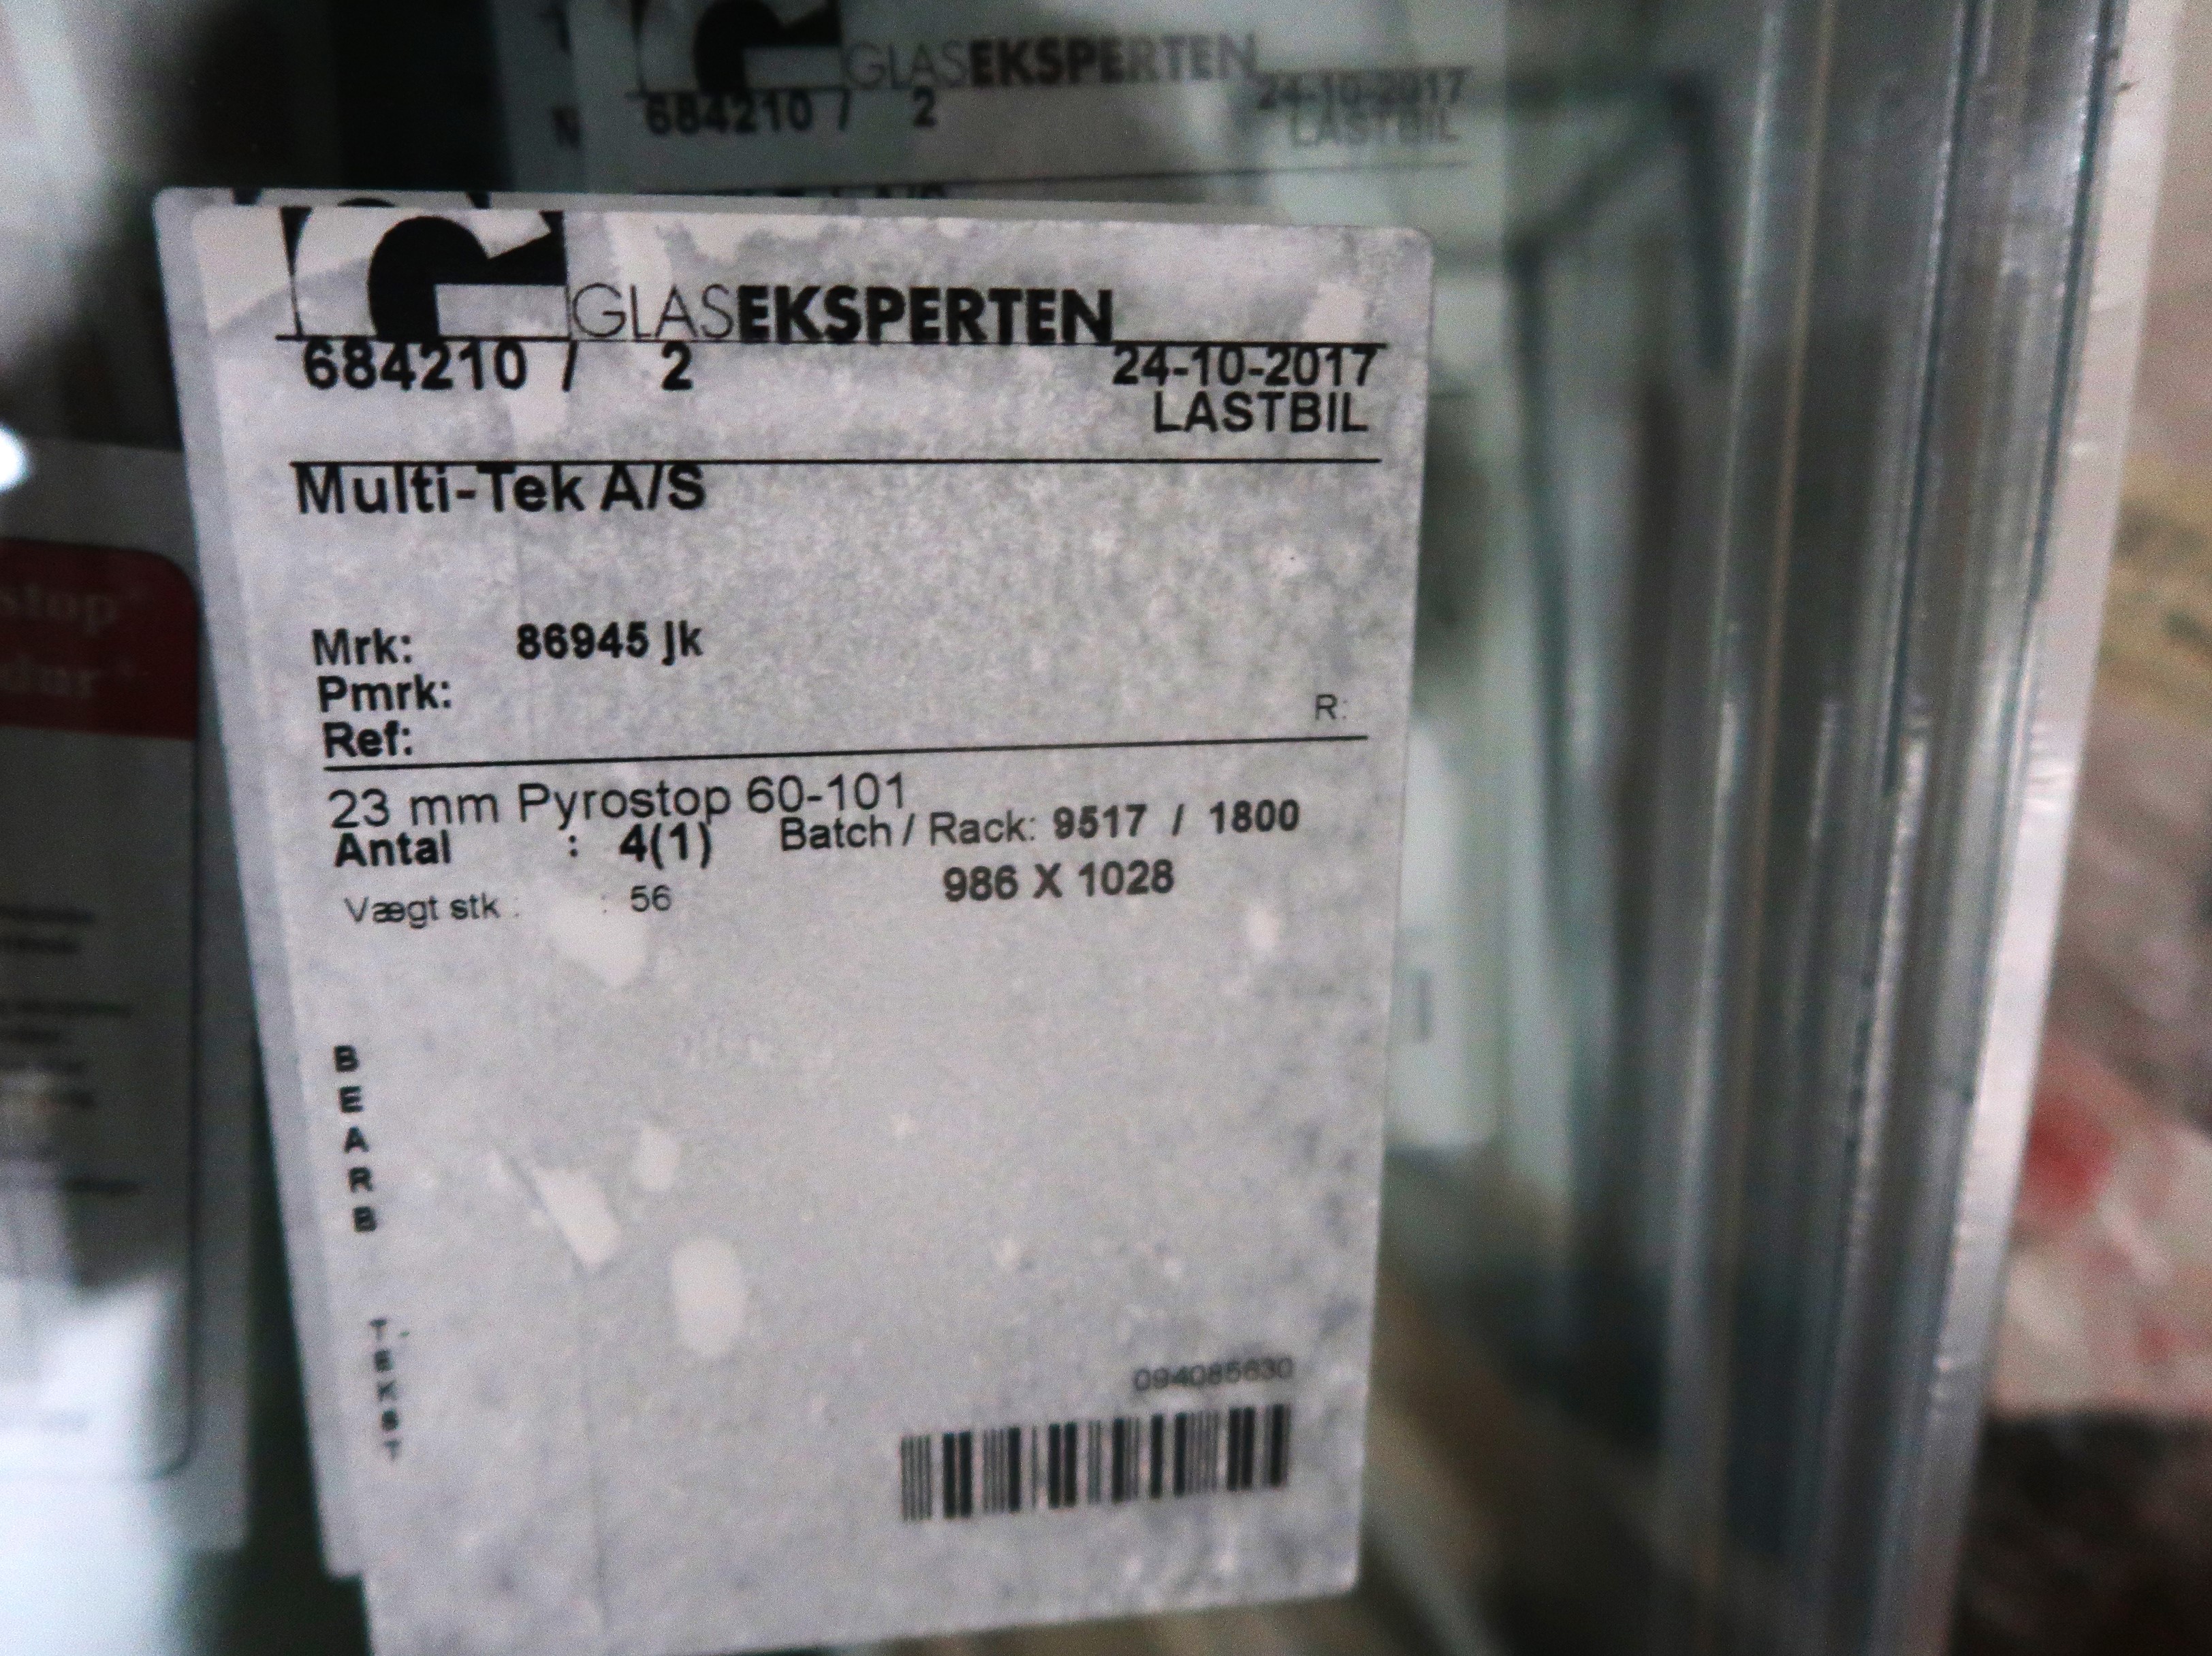 GLASEKSPERTEN
684210 / 2
24-10-2017
LASTBIL
GLASEKSPERTEN
684210 / 2
24-10-2017
LASTBIL
Multi-Tek A/S
Mrk: 86945 jk
Pmrk:
Ref:
R:
23 mm Pyrostop 60-101
Antal : 4(1)
Batch / Rack: 9517 / 1800
986 X 1028
Vægt stk : : 56
BEARB
TEKST
094085630
stop
dur